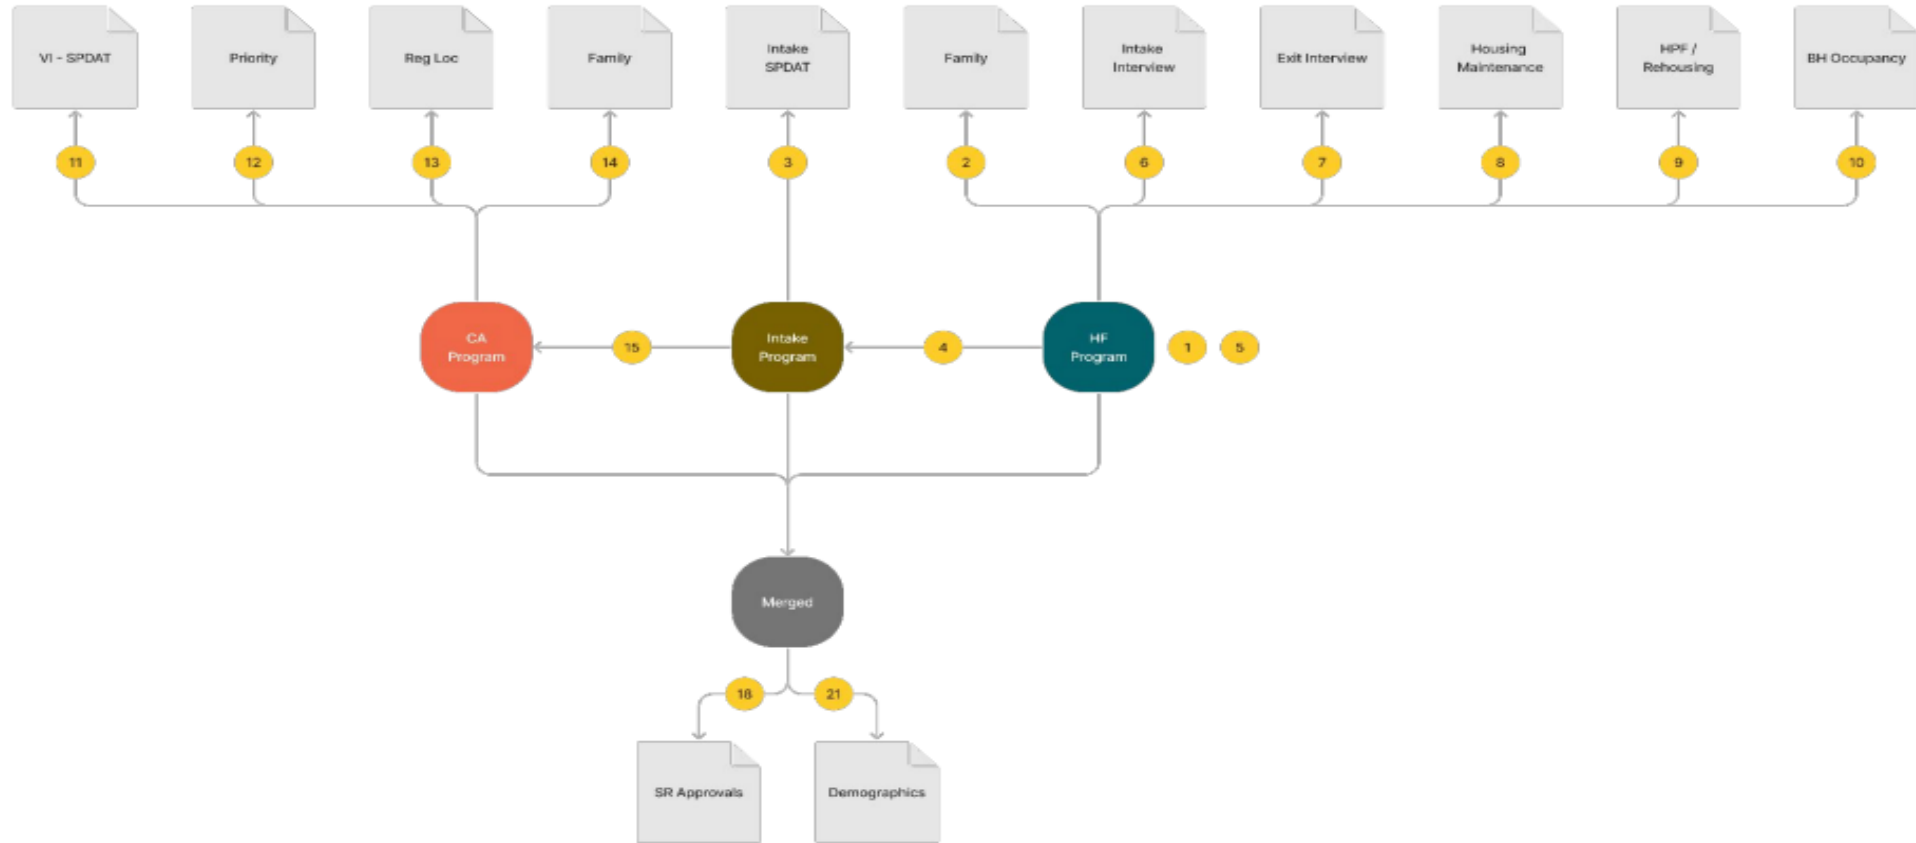 VI - SPDAT
Priority
Reg Loc
Family
Intake
SPDAT
Family
Intake
Interview
Exit Interview
Housing
Maintenance
HPF /
Rehousing
BH Occupancy
11
12
13
14
3
2
6
7
8
9
10
CA
Program
15
Intake
Program
4
HF
Program
1
5
Merged
18
21
SR Approvals
Demographics